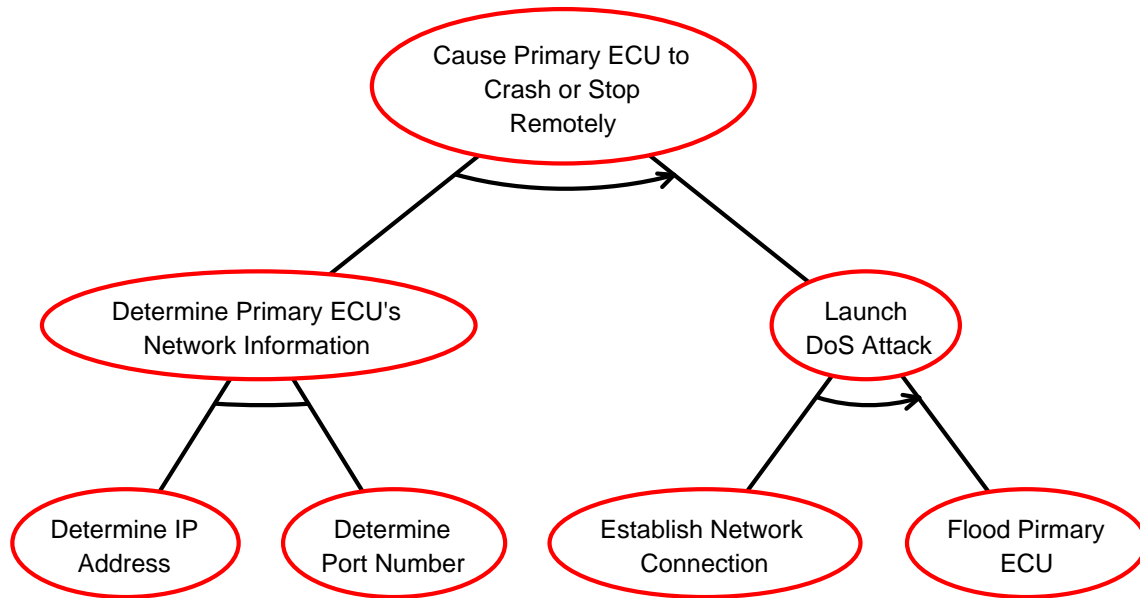 Cause Primary ECU to
Crash or Stop
Remotely
Determine Primary ECU's
Network Information
Launch
DoS Attack
Determine IP
Address
Determine
Port Number
Establish Network
Connection
Flood Pirmary
ECU